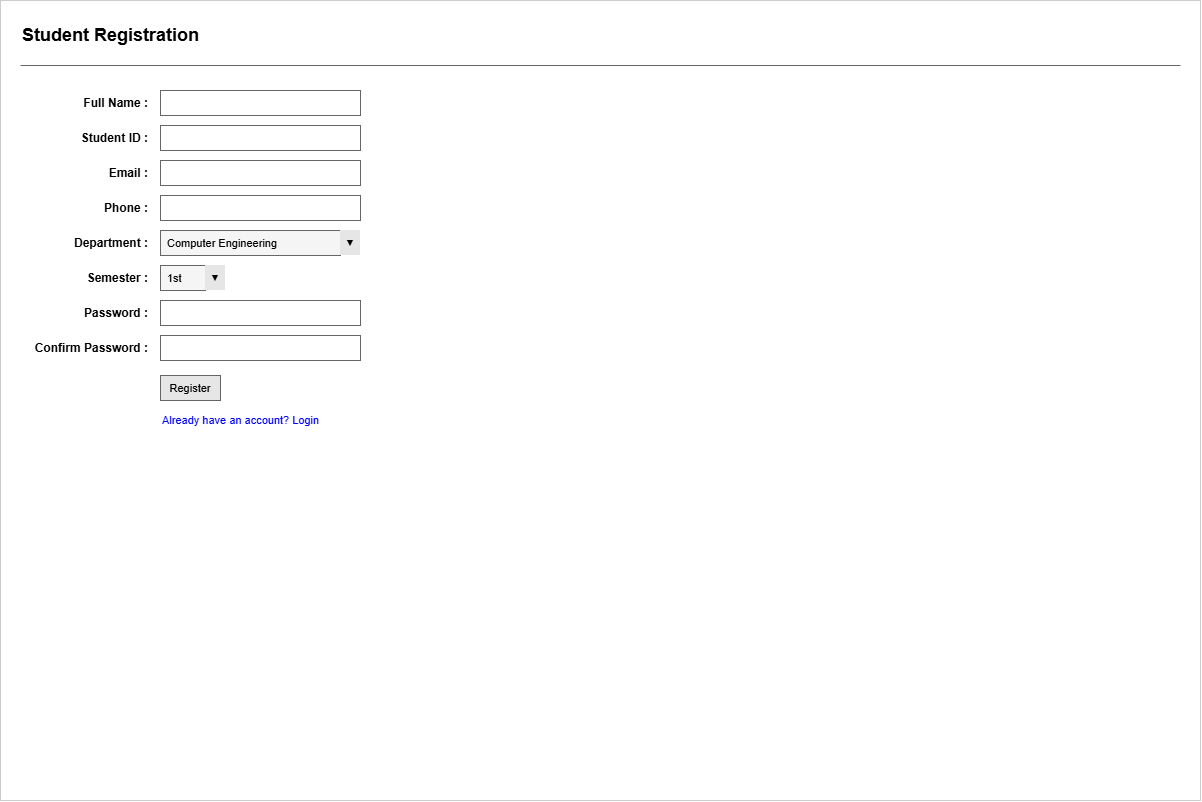 Student Registration
Full Name :
Student ID :
Email :
Phone :
Department : Computer Engineering ▼
Semester : 1st ▼
Password :
Confirm Password :
Register
Already have an account? Login